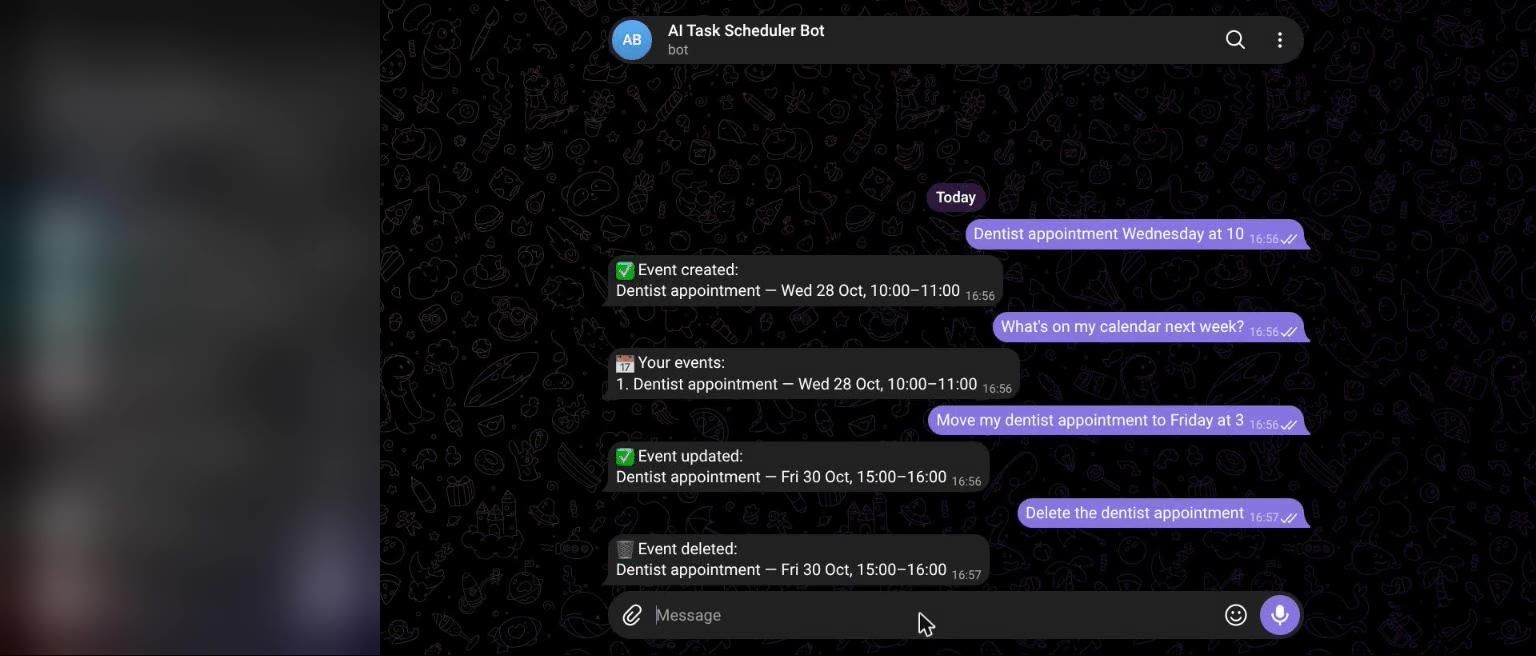 AB
AI Task Scheduler Bot
bot
Today
Dentist appointment Wednesday at 10 16:56
✅ Event created:
Dentist appointment — Wed 28 Oct, 10:00–11:00 16:56
What's on my calendar next week? 16:56
📅 Your events:
1. Dentist appointment — Wed 28 Oct, 10:00–11:00 16:56
Move my dentist appointment to Friday at 3 16:56
✅ Event updated:
Dentist appointment — Fri 30 Oct, 15:00–16:00 16:56
Delete the dentist appointment 16:57
🗑 Event deleted:
Dentist appointment — Fri 30 Oct, 15:00–16:00 16:57
Message